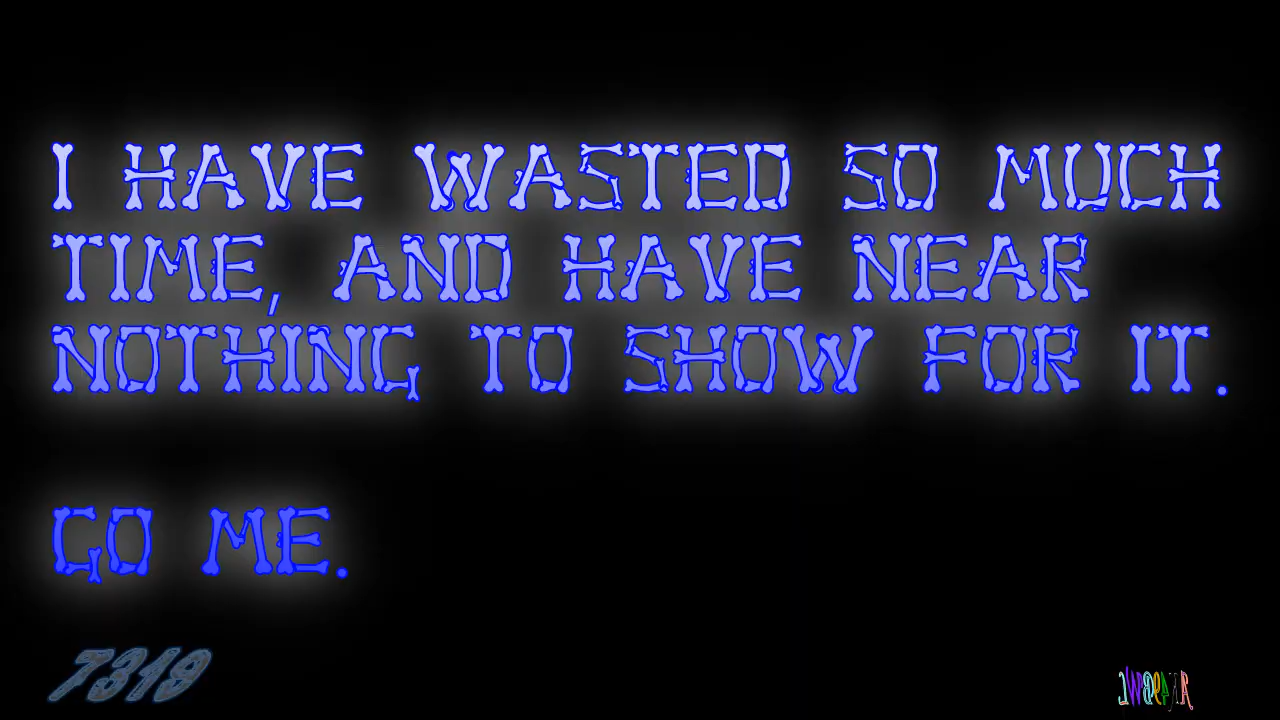 I HAVE WASTED SO MUCH
TIME, AND HAVE NEAR
NOTHING TO SHOW FOR IT.
GO ME.
7319